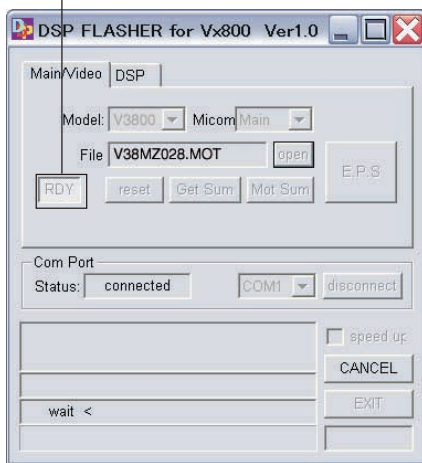 DSP FLASHER for Vx800 Ver1.0
Main/Video DSP
Model: V3800 Micom Main
File V38MZ028.MOT open
E.P.S
RDY reset Get Sum Mot Sum
Com Port
Status: connected COM1 disconnect
speed up
CANCEL
wait <
EXIT